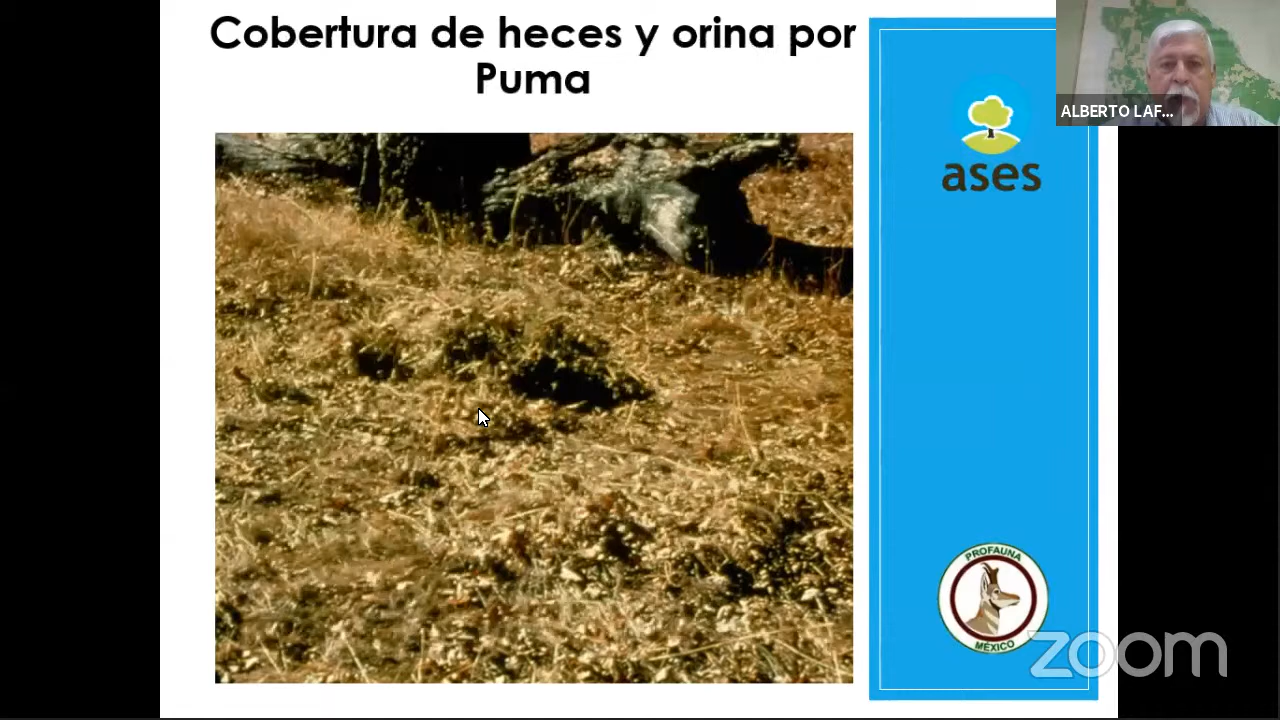 Cobertura de heces y orina por
Puma
ALBERTO LAF...
ases
PROFAUNA
MÉXICO
zoom